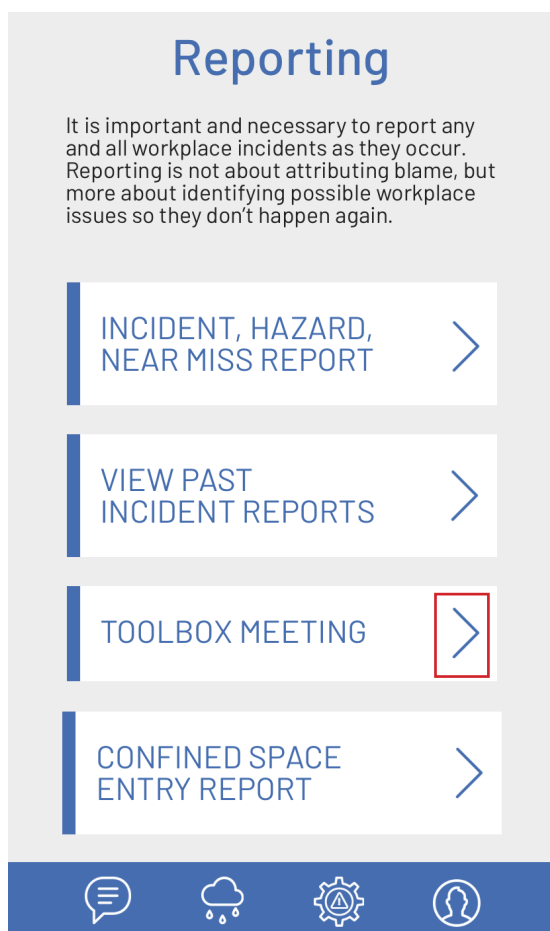 Reporting
It is important and necessary to report any
and all workplace incidents as they occur.
Reporting is not about attributing blame, but
more about identifying possible workplace
issues so they don't happen again.
INCIDENT, HAZARD,
NEAR MISS REPORT
VIEW PAST
INCIDENT REPORTS
TOOLBOX MEETING
CONFINED SPACE
ENTRY REPORT